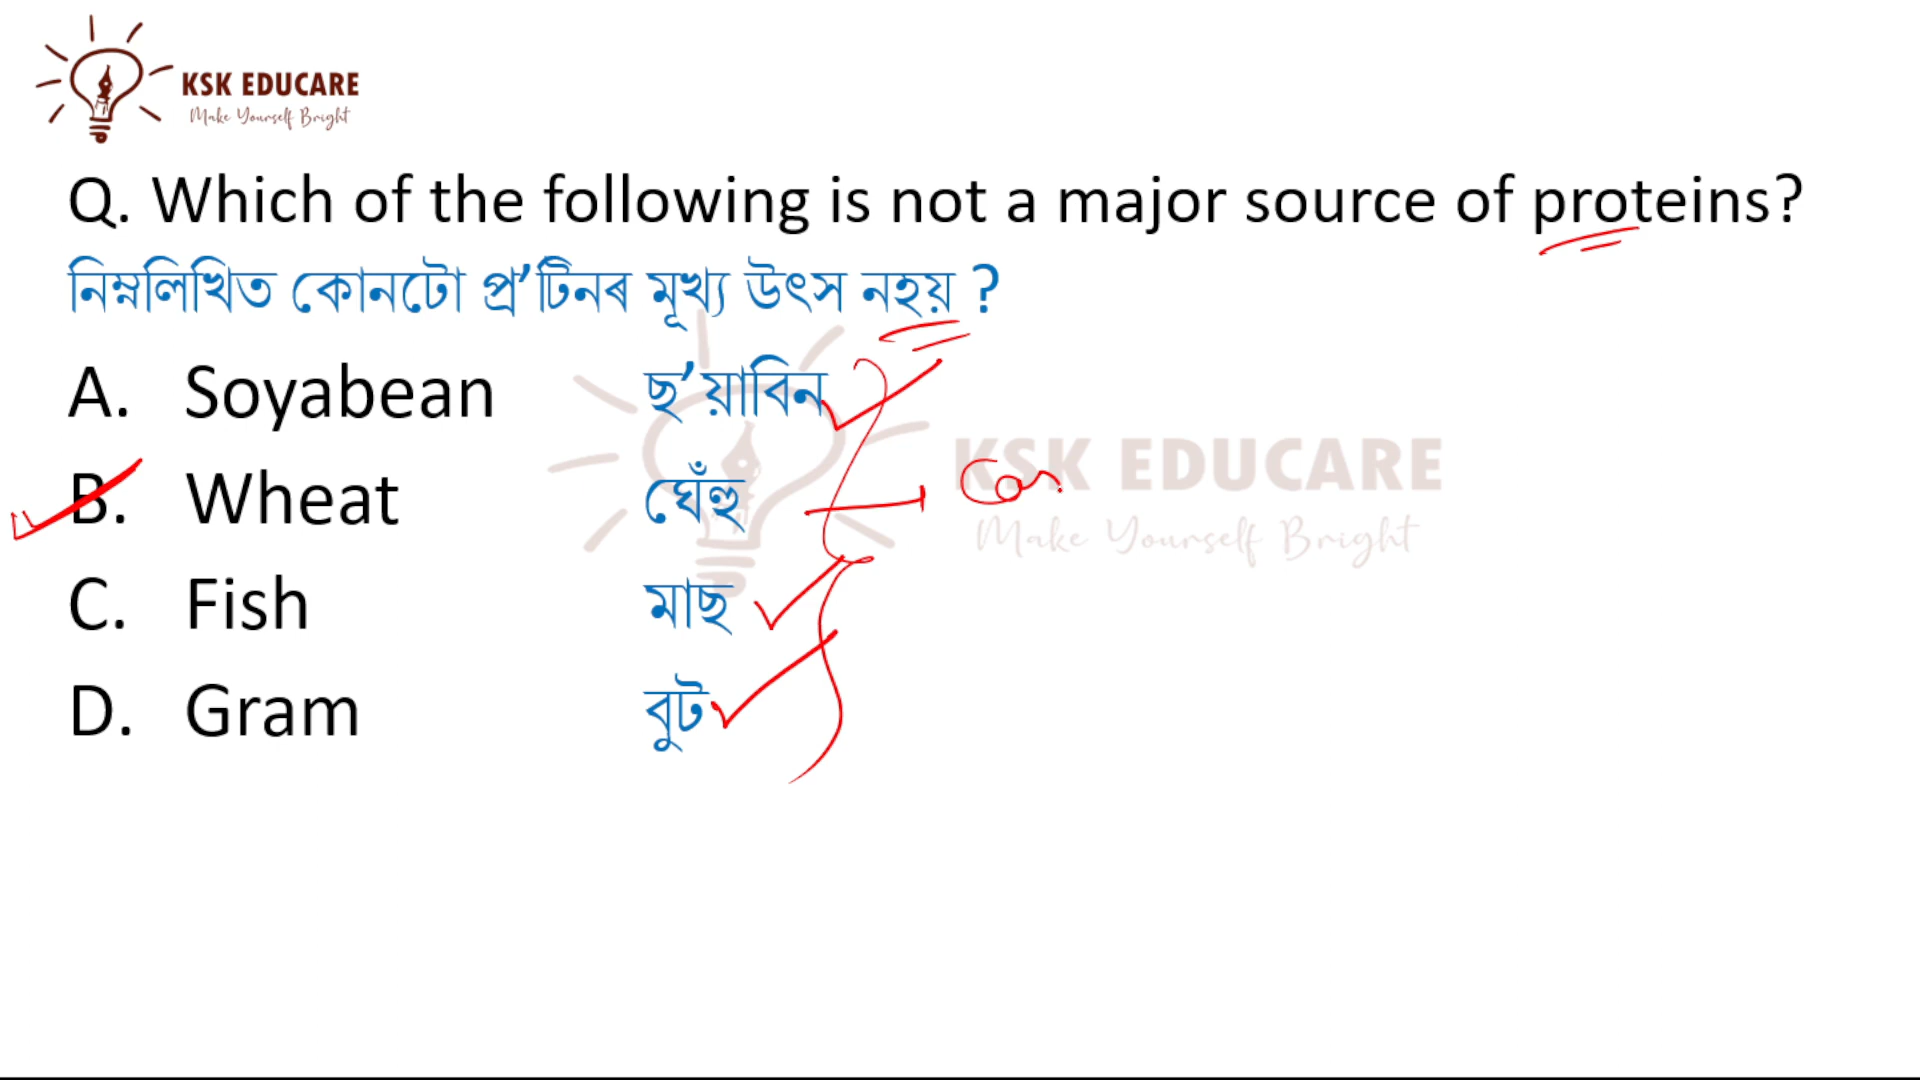 KSK EDUCARE
Make Yourself Bright
Q. Which of the following is not a major source of proteins?
নিম্নলিখিত কোনটো প্ৰ’টিনৰ মূখ্য উৎস নহয় ?
A. Soyabean ছ’য়াবিন
B. Wheat ঘেঁহু
C. Fish মাছ
D. Gram বুট
KSK EDUCARE
Make Yourself Bright